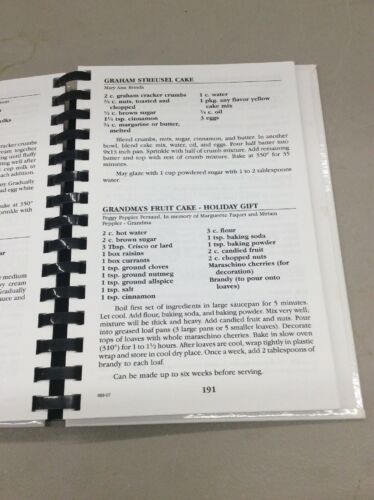 GRAHAM STREUSEL CAKE
Mary Ann Brinda
2 c. graham cracker crumbs
¾ c. nuts, toasted and
chopped
½ c. brown sugar
1½ tsp. cinnamon
¾ c. margarine or butter,
melted
1 c. water
1 pkg. any flavor yellow
cake mix
¼ c. oil
3 eggs
Blend crumbs, nuts, sugar, cinnamon, and butter. In another
bowl, blend cake mix, water, oil, and eggs. Pour half batter into
9x13 inch pan. Sprinkle with half of crumb mixture. Add remaining
batter and top with rest of crumb mixture. Bake at 350° for 35
minutes.
May glaze with 1 cup powdered sugar with 1 to 2 tablespoons
water.
GRANDMA'S FRUIT CAKE - HOLIDAY GIFT
Peggy Peppler Persaud, In memory of Marguerite Paquet and Miriam
Peppler - Grandma
2 c. hot water
2 c. brown sugar
3 Tbsp. Crisco or lard
1 box raisins
1 box currants
1 tsp. ground cloves
1 tsp. ground nutmeg
1 tsp. ground allspice
1 tsp. salt
1 tsp. cinnamon
3 c. flour
1 tsp. baking soda
1 tsp. baking powder
2 c. candied fruit
2 c. chopped nuts
Maraschino cherries (for
decoration)
Brandy (to pour onto
loaves)
Boil first set of ingredients in large saucepan for 5 minutes.
Let cool. Add flour, baking soda, and baking powder. Mix very well;
mixture will be thick and heavy. Add candied fruit and nuts. Pour
into greased loaf pans (3 large pans or 5 smaller loaves). Decorate
tops of loaves with whole maraschino cherries. Bake in slow oven
(310°) for 1 to 1½ hours. After loaves are cool, wrap tightly in plastic
wrap and store in cool dry place. Once a week, add 2 tablespoons of
brandy to each loaf.
Can be made up to six weeks before serving.
191